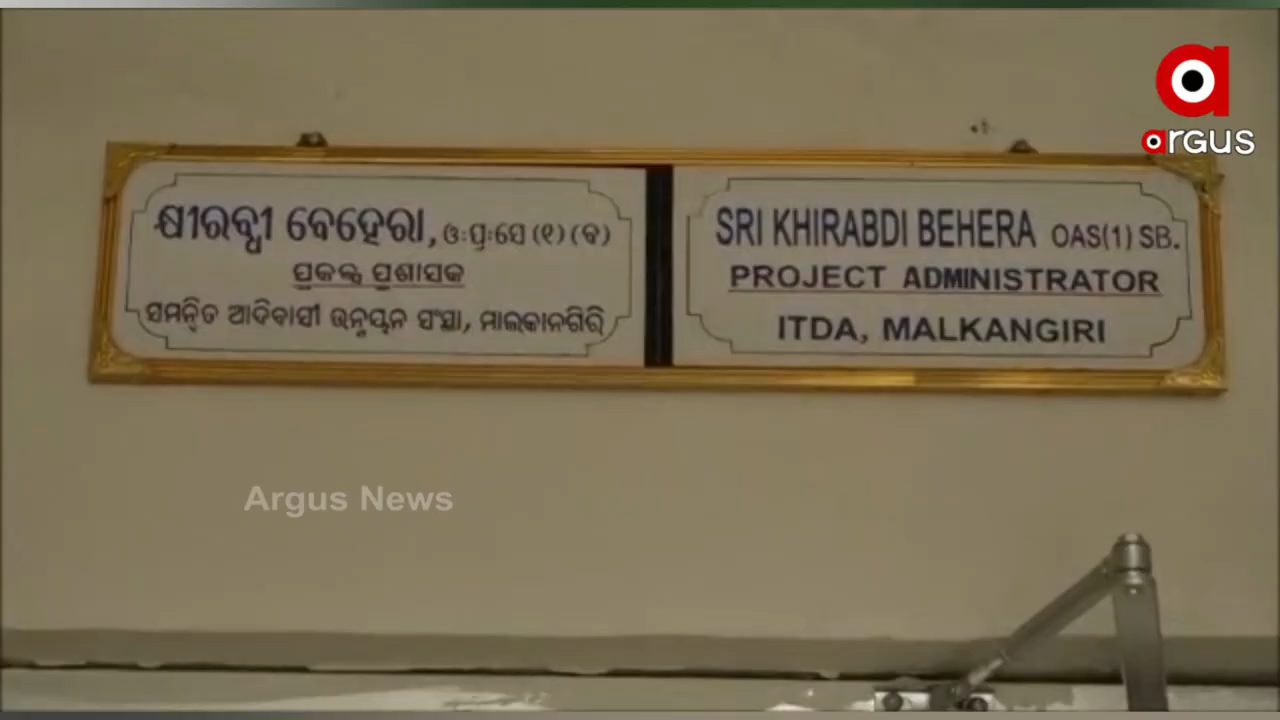 କ୍ଷୀରବ୍ଧୀ ବେହେରା, ଓ:ପ୍ର:ସେ (୧) (ବ)
ପ୍ରକଳ୍ପ ପ୍ରଶାସକ
ସମନ୍ୱିତ ଆଦିବାସୀ ଉନ୍ନୟନ ସଂସ୍ଥା, ମାଲକାନଗିରି
SRI KHIRABDI BEHERA OAS(1) SB.
PROJECT ADMINISTRATOR
ITDA, MALKANGIRI
argus
Argus News